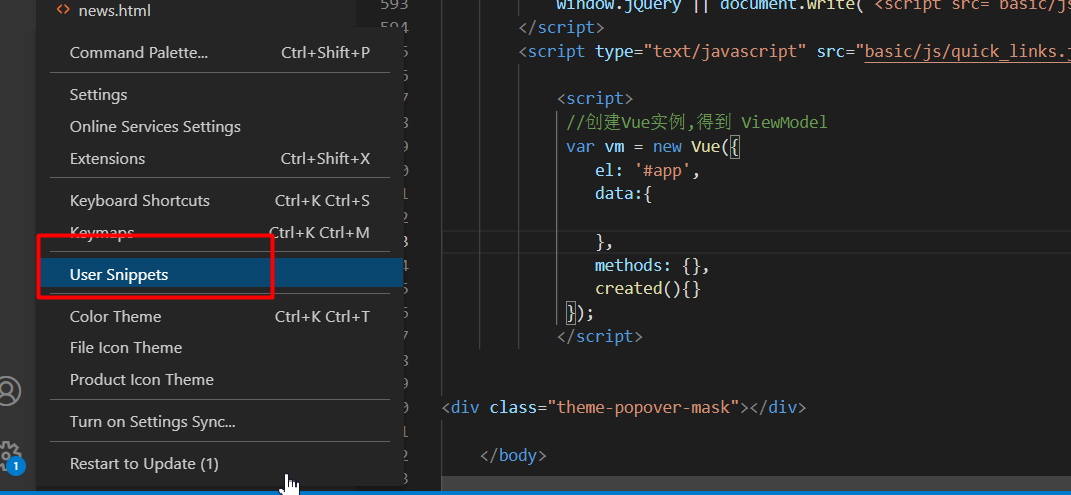 <> news.html
Command Palette... Ctrl+Shift+P
Settings
Online Services Settings
Extensions Ctrl+Shift+X
Keyboard Shortcuts Ctrl+K Ctrl+S
Keymaps Ctrl+K Ctrl+M
User Snippets
Color Theme Ctrl+K Ctrl+T
File Icon Theme
Product Icon Theme
Turn on Settings Sync...
Restart to Update (1)
1
593 window.jQuery || document.write('<script src="basic/js
594 </script>
<script type="text/javascript" src="basic/js/quick_links.j
<script>
//创建Vue实例,得到 ViewModel
var vm = new Vue({
el: '#app',
data:{
},
methods: {},
created(){}
});
</script>
<div class="theme-popover-mask"></div>
</body>